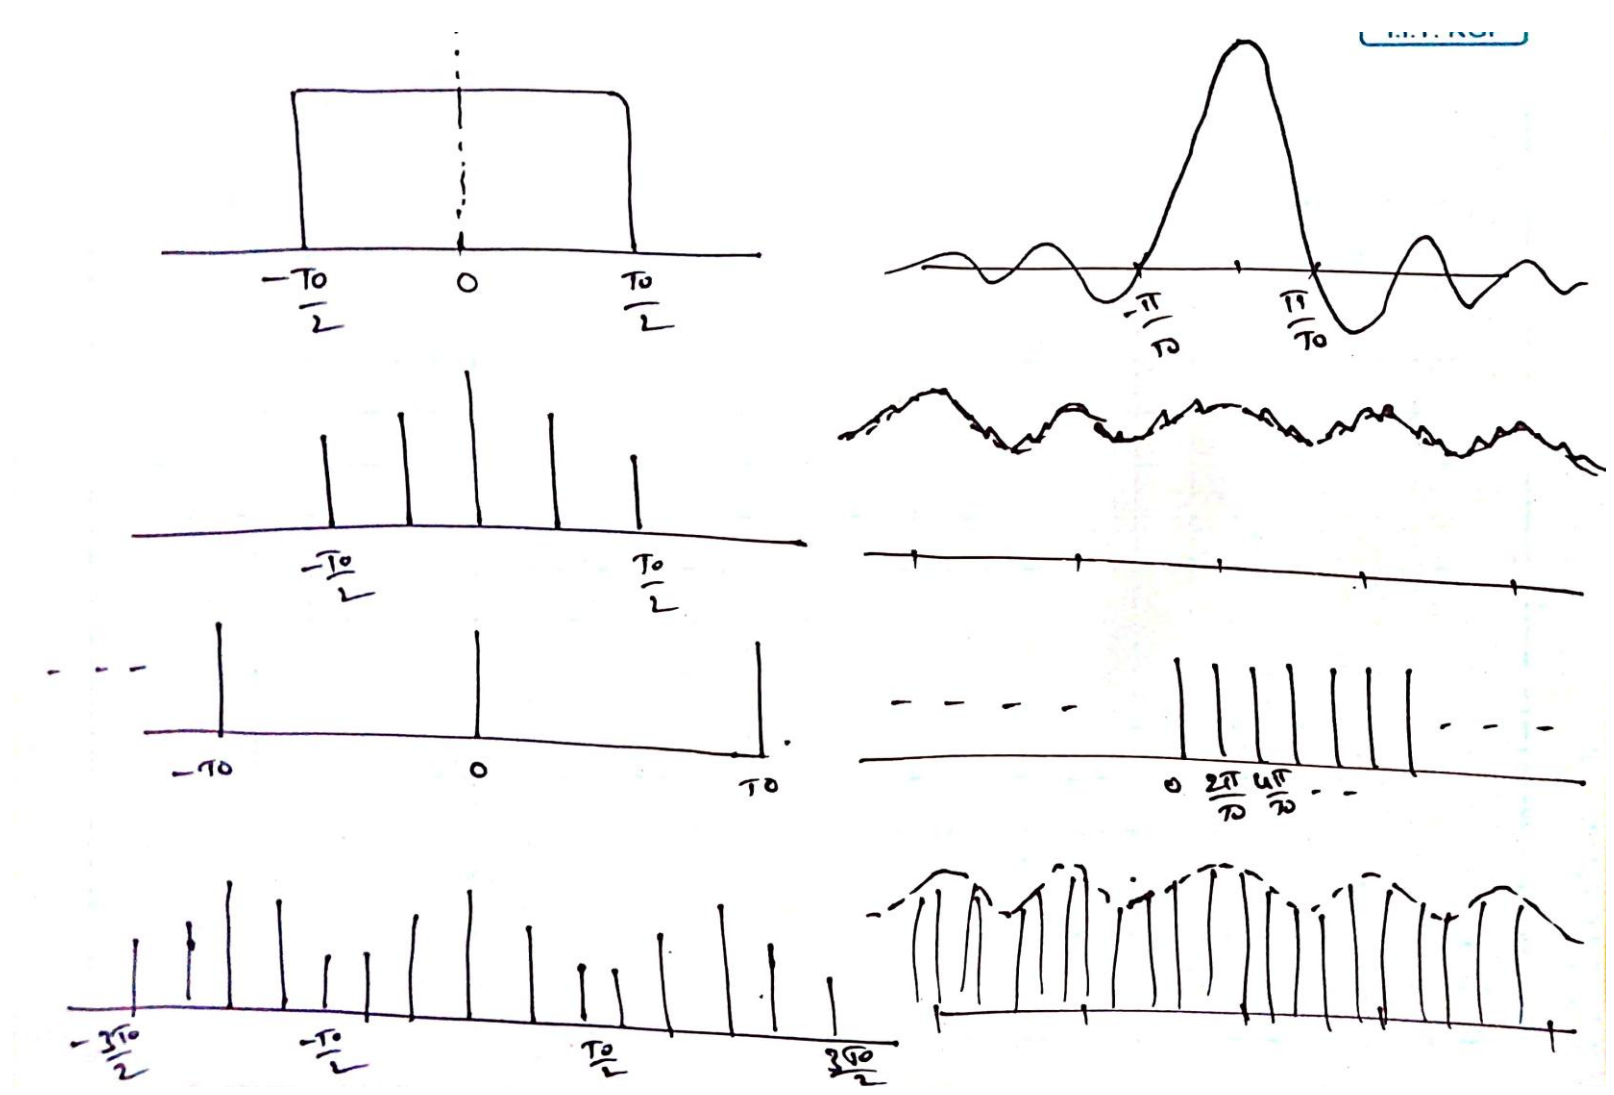 I.I.T. KGP
-T0/2 0 T0/2
-π/T0 π/T0
-T0/2 T0/2
-T0 0 T0
0 2π/T0 4π/T0 - -
-3T0/2 -T0/2 T0/2 3T0/2